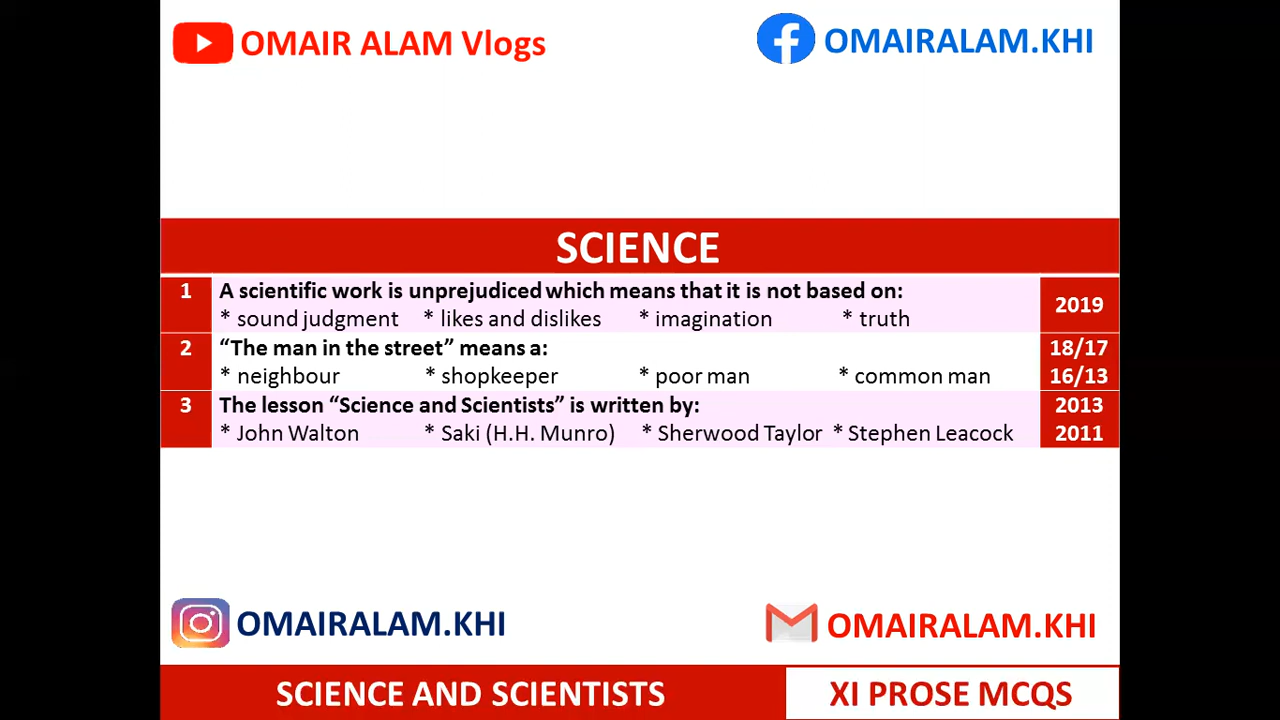 OMAIR ALAM Vlogs
OMAIRALAM.KHI
SCIENCE
1 A scientific work is unprejudiced which means that it is not based on: 2019
* sound judgment * likes and dislikes * imagination * truth
2 “The man in the street” means a: 18/17
* neighbour * shopkeeper * poor man * common man 16/13
3 The lesson “Science and Scientists” is written by: 2013
* John Walton * Saki (H.H. Munro) * Sherwood Taylor * Stephen Leacock 2011
OMAIRALAM.KHI
OMAIRALAM.KHI
SCIENCE AND SCIENTISTS
XI PROSE MCQS